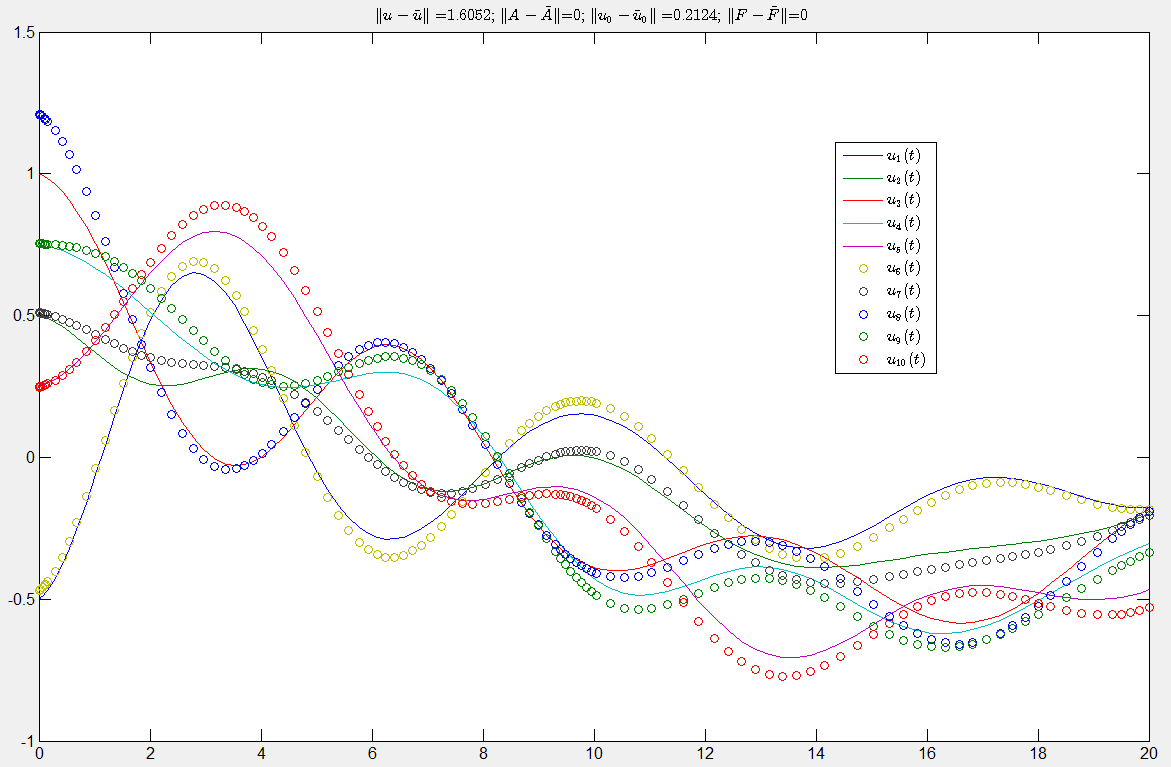 ‖u − ū‖ =1.6052; ‖A − Ā‖=0; ‖u₀ − ū₀‖ =0.2124; ‖F − F̄‖=0
1.5
1
0.5
0
-0.5
-1
0 2 4 6 8 10 12 14 16 18 20
u₁(t)
u₂(t)
u₃(t)
u₄(t)
u₅(t)
u₆(t)
u₇(t)
u₈(t)
u₉(t)
u₁₀(t)